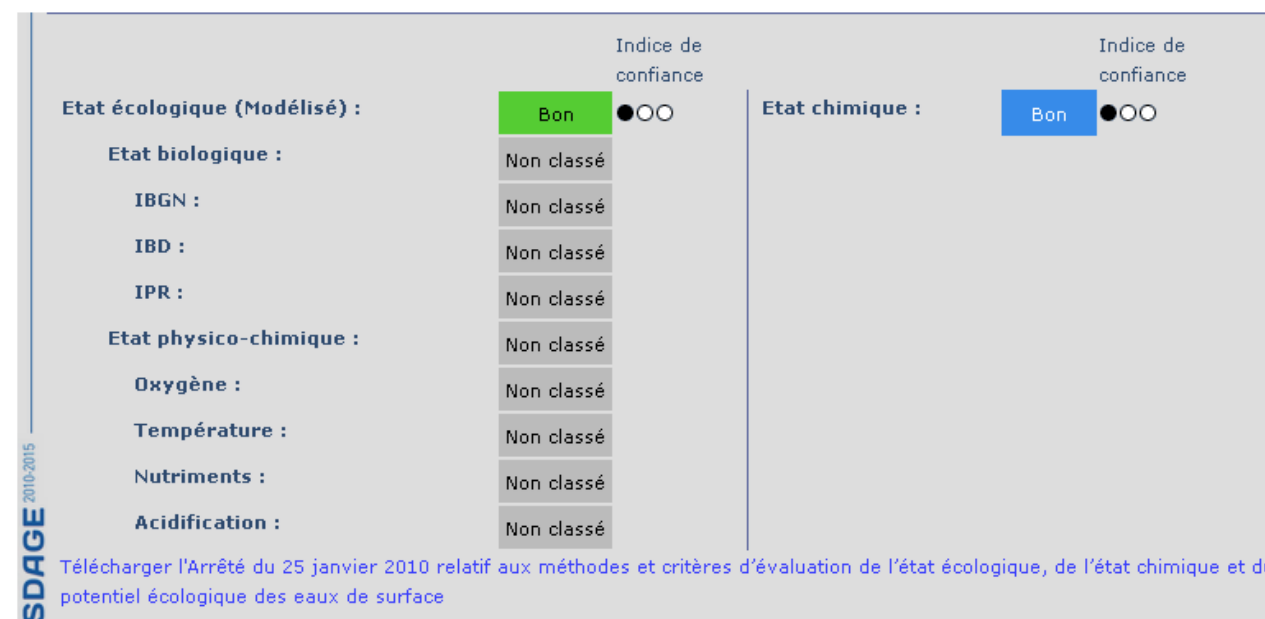 Indice de
confiance
Indice de
confiance
Etat écologique (Modélisé) :
Bon
Etat chimique :
Bon
Etat biologique :
Non classé
IBGN :
Non classé
IBD :
Non classé
IPR :
Non classé
Etat physico-chimique :
Non classé
Oxygène :
Non classé
Température :
Non classé
Nutriments :
Non classé
Acidification :
Non classé
Télécharger l'Arrêté du 25 janvier 2010 relatif aux méthodes et critères d'évaluation de l'état écologique, de l'état chimique et
potentiel écologique des eaux de surface
SDAGE 2010-2015